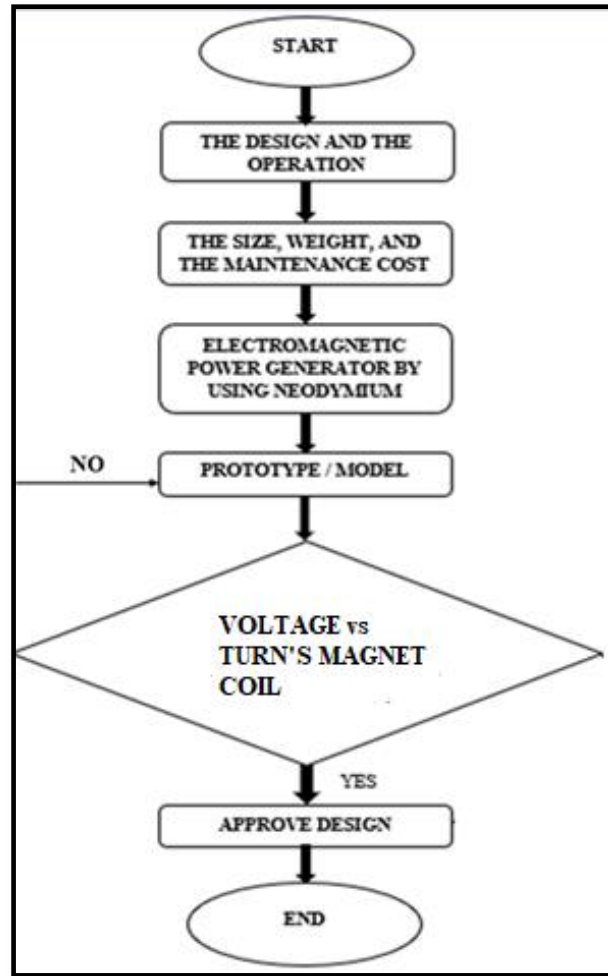 START
THE DESIGN AND THE
OPERATION
THE SIZE, WEIGHT, AND
THE MAINTENANCE COST
ELECTROMAGNETIC
POWER GENERATOR BY
USING NEODYMIUM
NO
PROTOTYPE / MODEL
VOLTAGE vs
TURN'S MAGNET
COIL
YES
APPROVE DESIGN
END